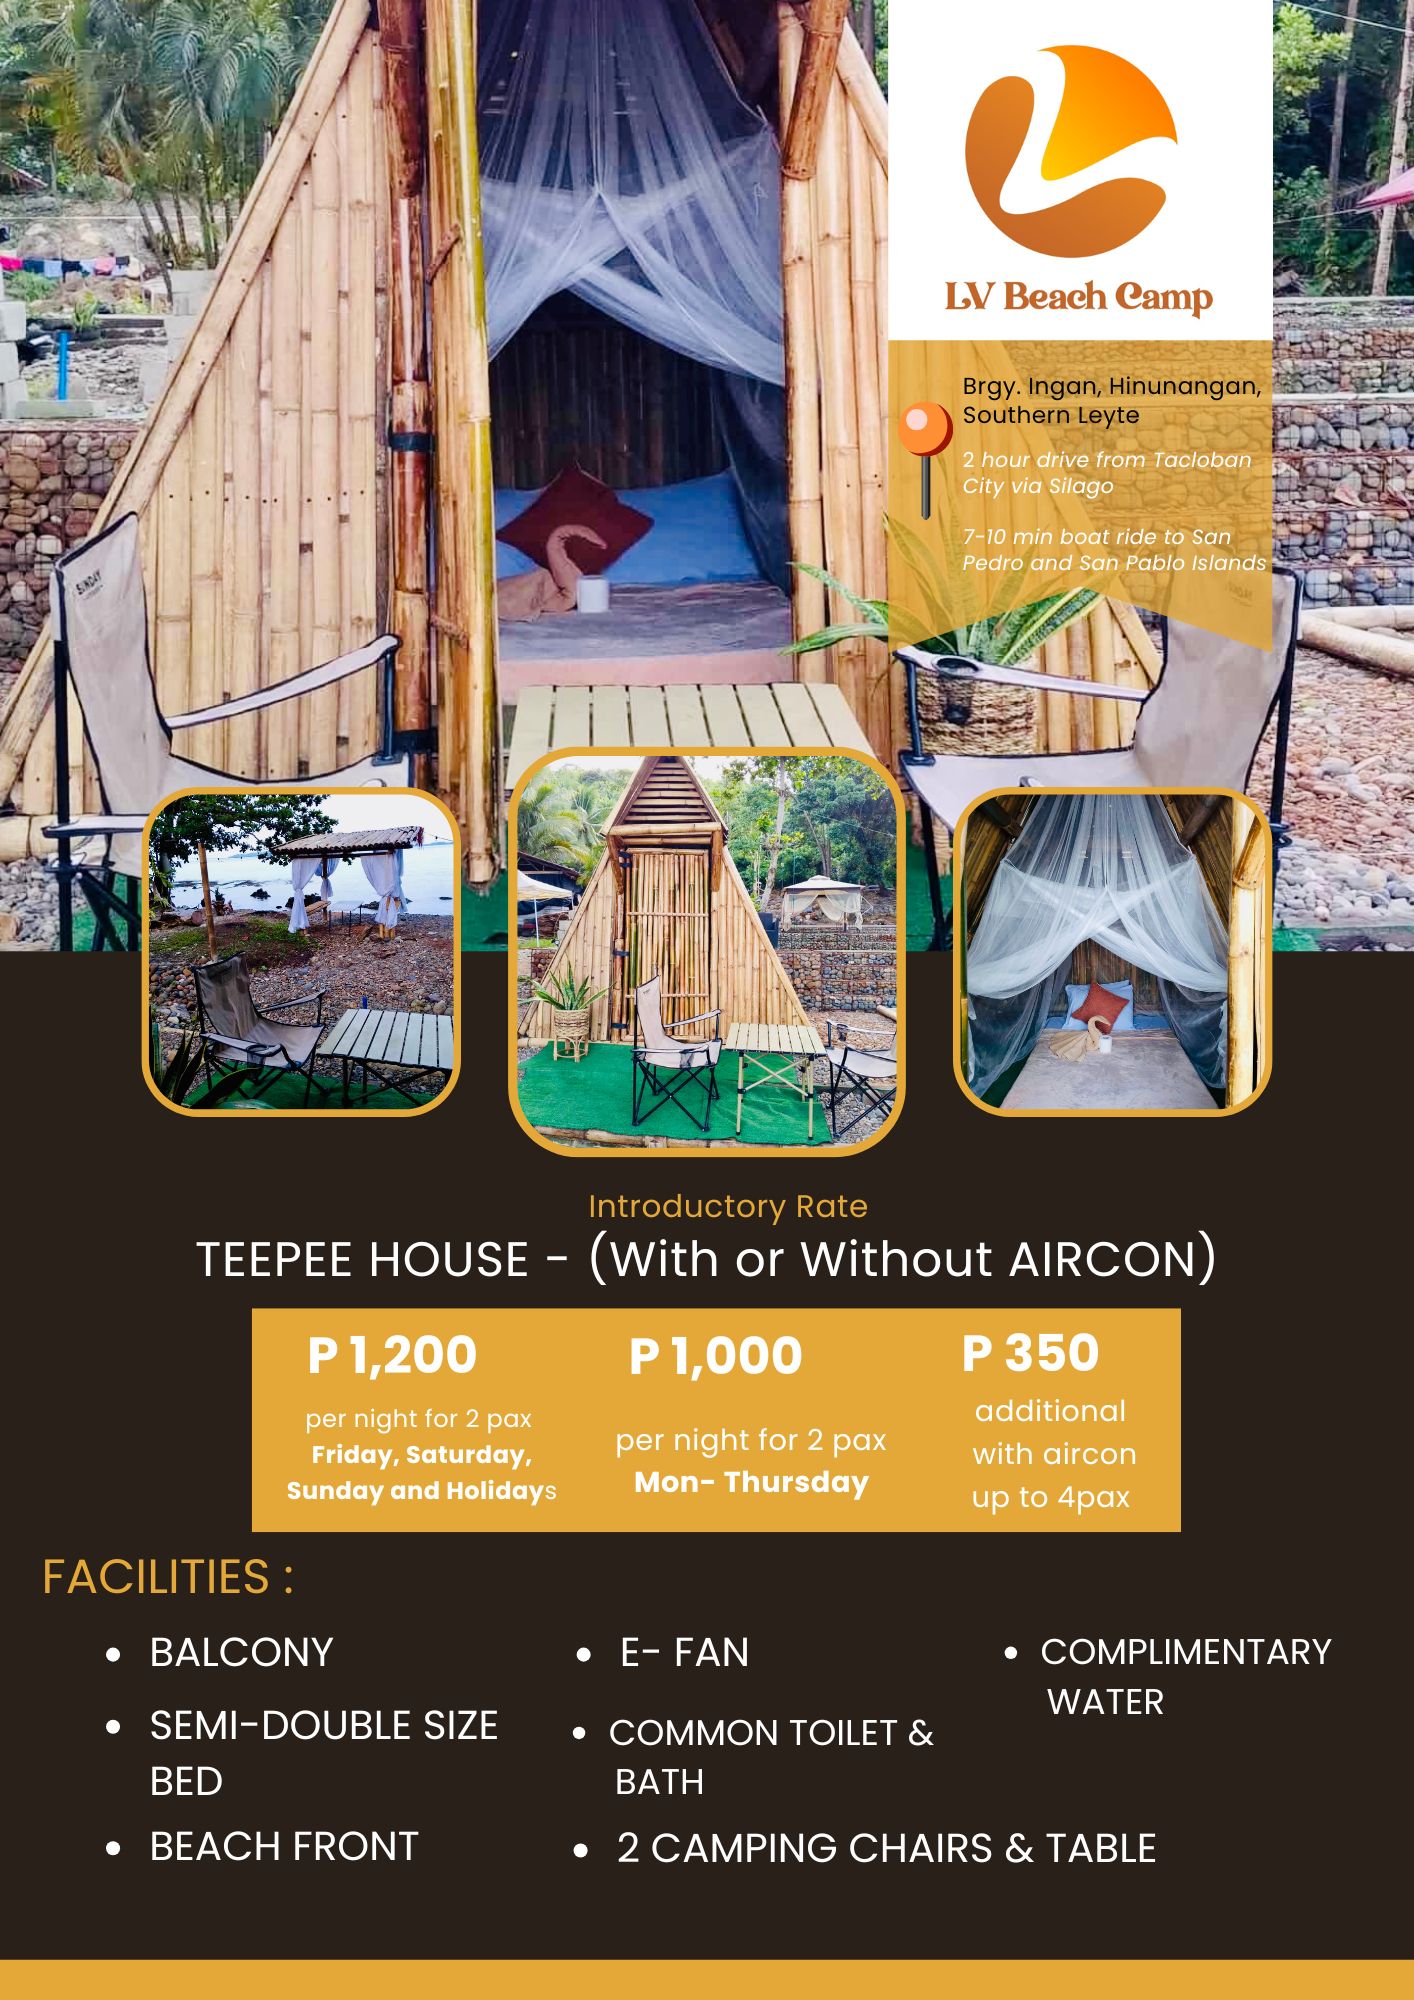 LV Beach Camp
Brgy. Ingan, Hinunangan,
Southern Leyte
2 hour drive from Tacloban
City via Silago
7-10 min boat ride to San
Pedro and San Pablo Islands
SUNDAY
Introductory Rate
TEEPEE HOUSE - (With or Without AIRCON)
P 1,200
per night for 2 pax
Friday, Saturday,
Sunday and Holidays
P 1,000
per night for 2 pax
Mon- Thursday
P 350
additional
with aircon
up to 4pax
FACILITIES :
• BALCONY
• SEMI-DOUBLE SIZE
BED
• BEACH FRONT
• E- FAN
• COMMON TOILET &
BATH
• 2 CAMPING CHAIRS & TABLE
• COMPLIMENTARY
WATER